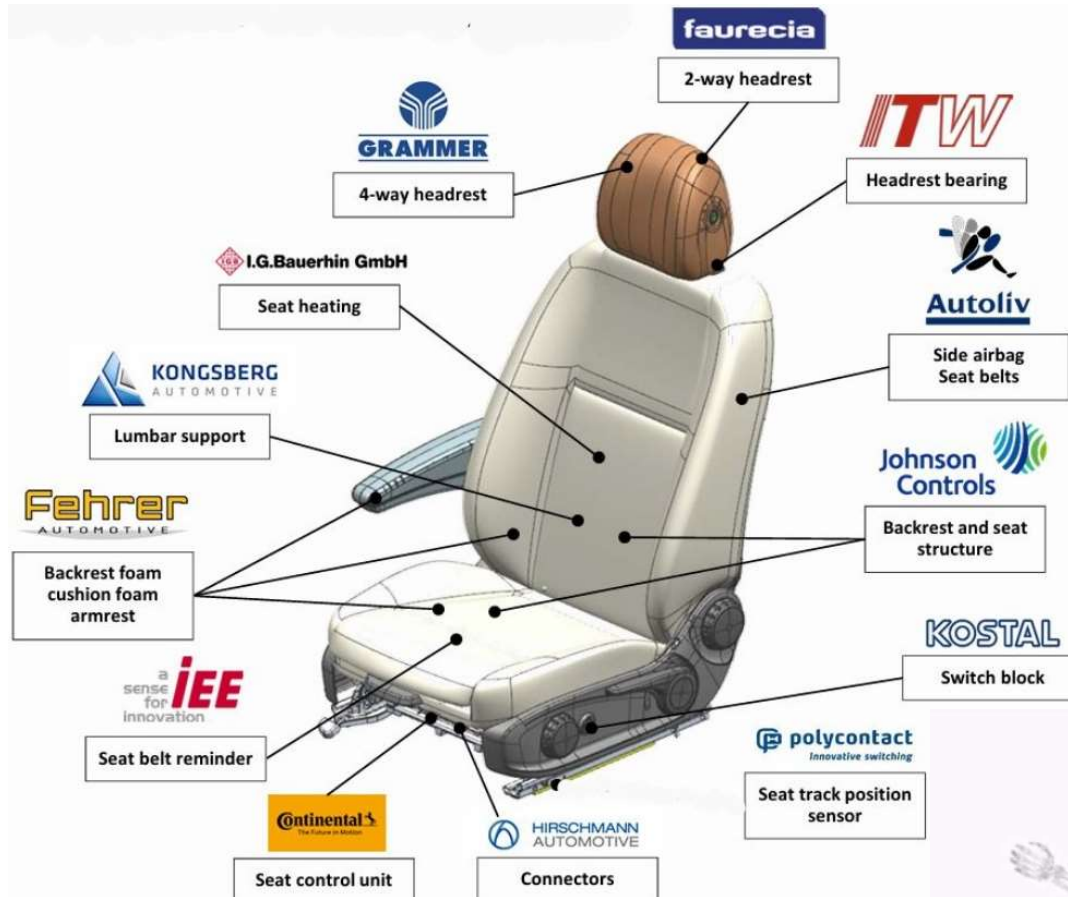 faurecia
2-way headrest
GRAMMER
4-way headrest
ITW
Headrest bearing
I.G.Bauerhin GmbH
Seat heating
Autoliv
Side airbag
Seat belts
KONGSBERG
AUTOMOTIVE
Lumbar support
Johnson
Controls
Backrest and seat
structure
Fehrer
AUTOMOTIVE
Backrest foam
cushion foam
armrest
KOSTAL
Switch block
a
sense
for
innovation
iEE
Seat belt reminder
polycontact
Innovative switching
Seat track position
sensor
Continental
The Future in Motion
Seat control unit
HIRSCHMANN
AUTOMOTIVE
Connectors